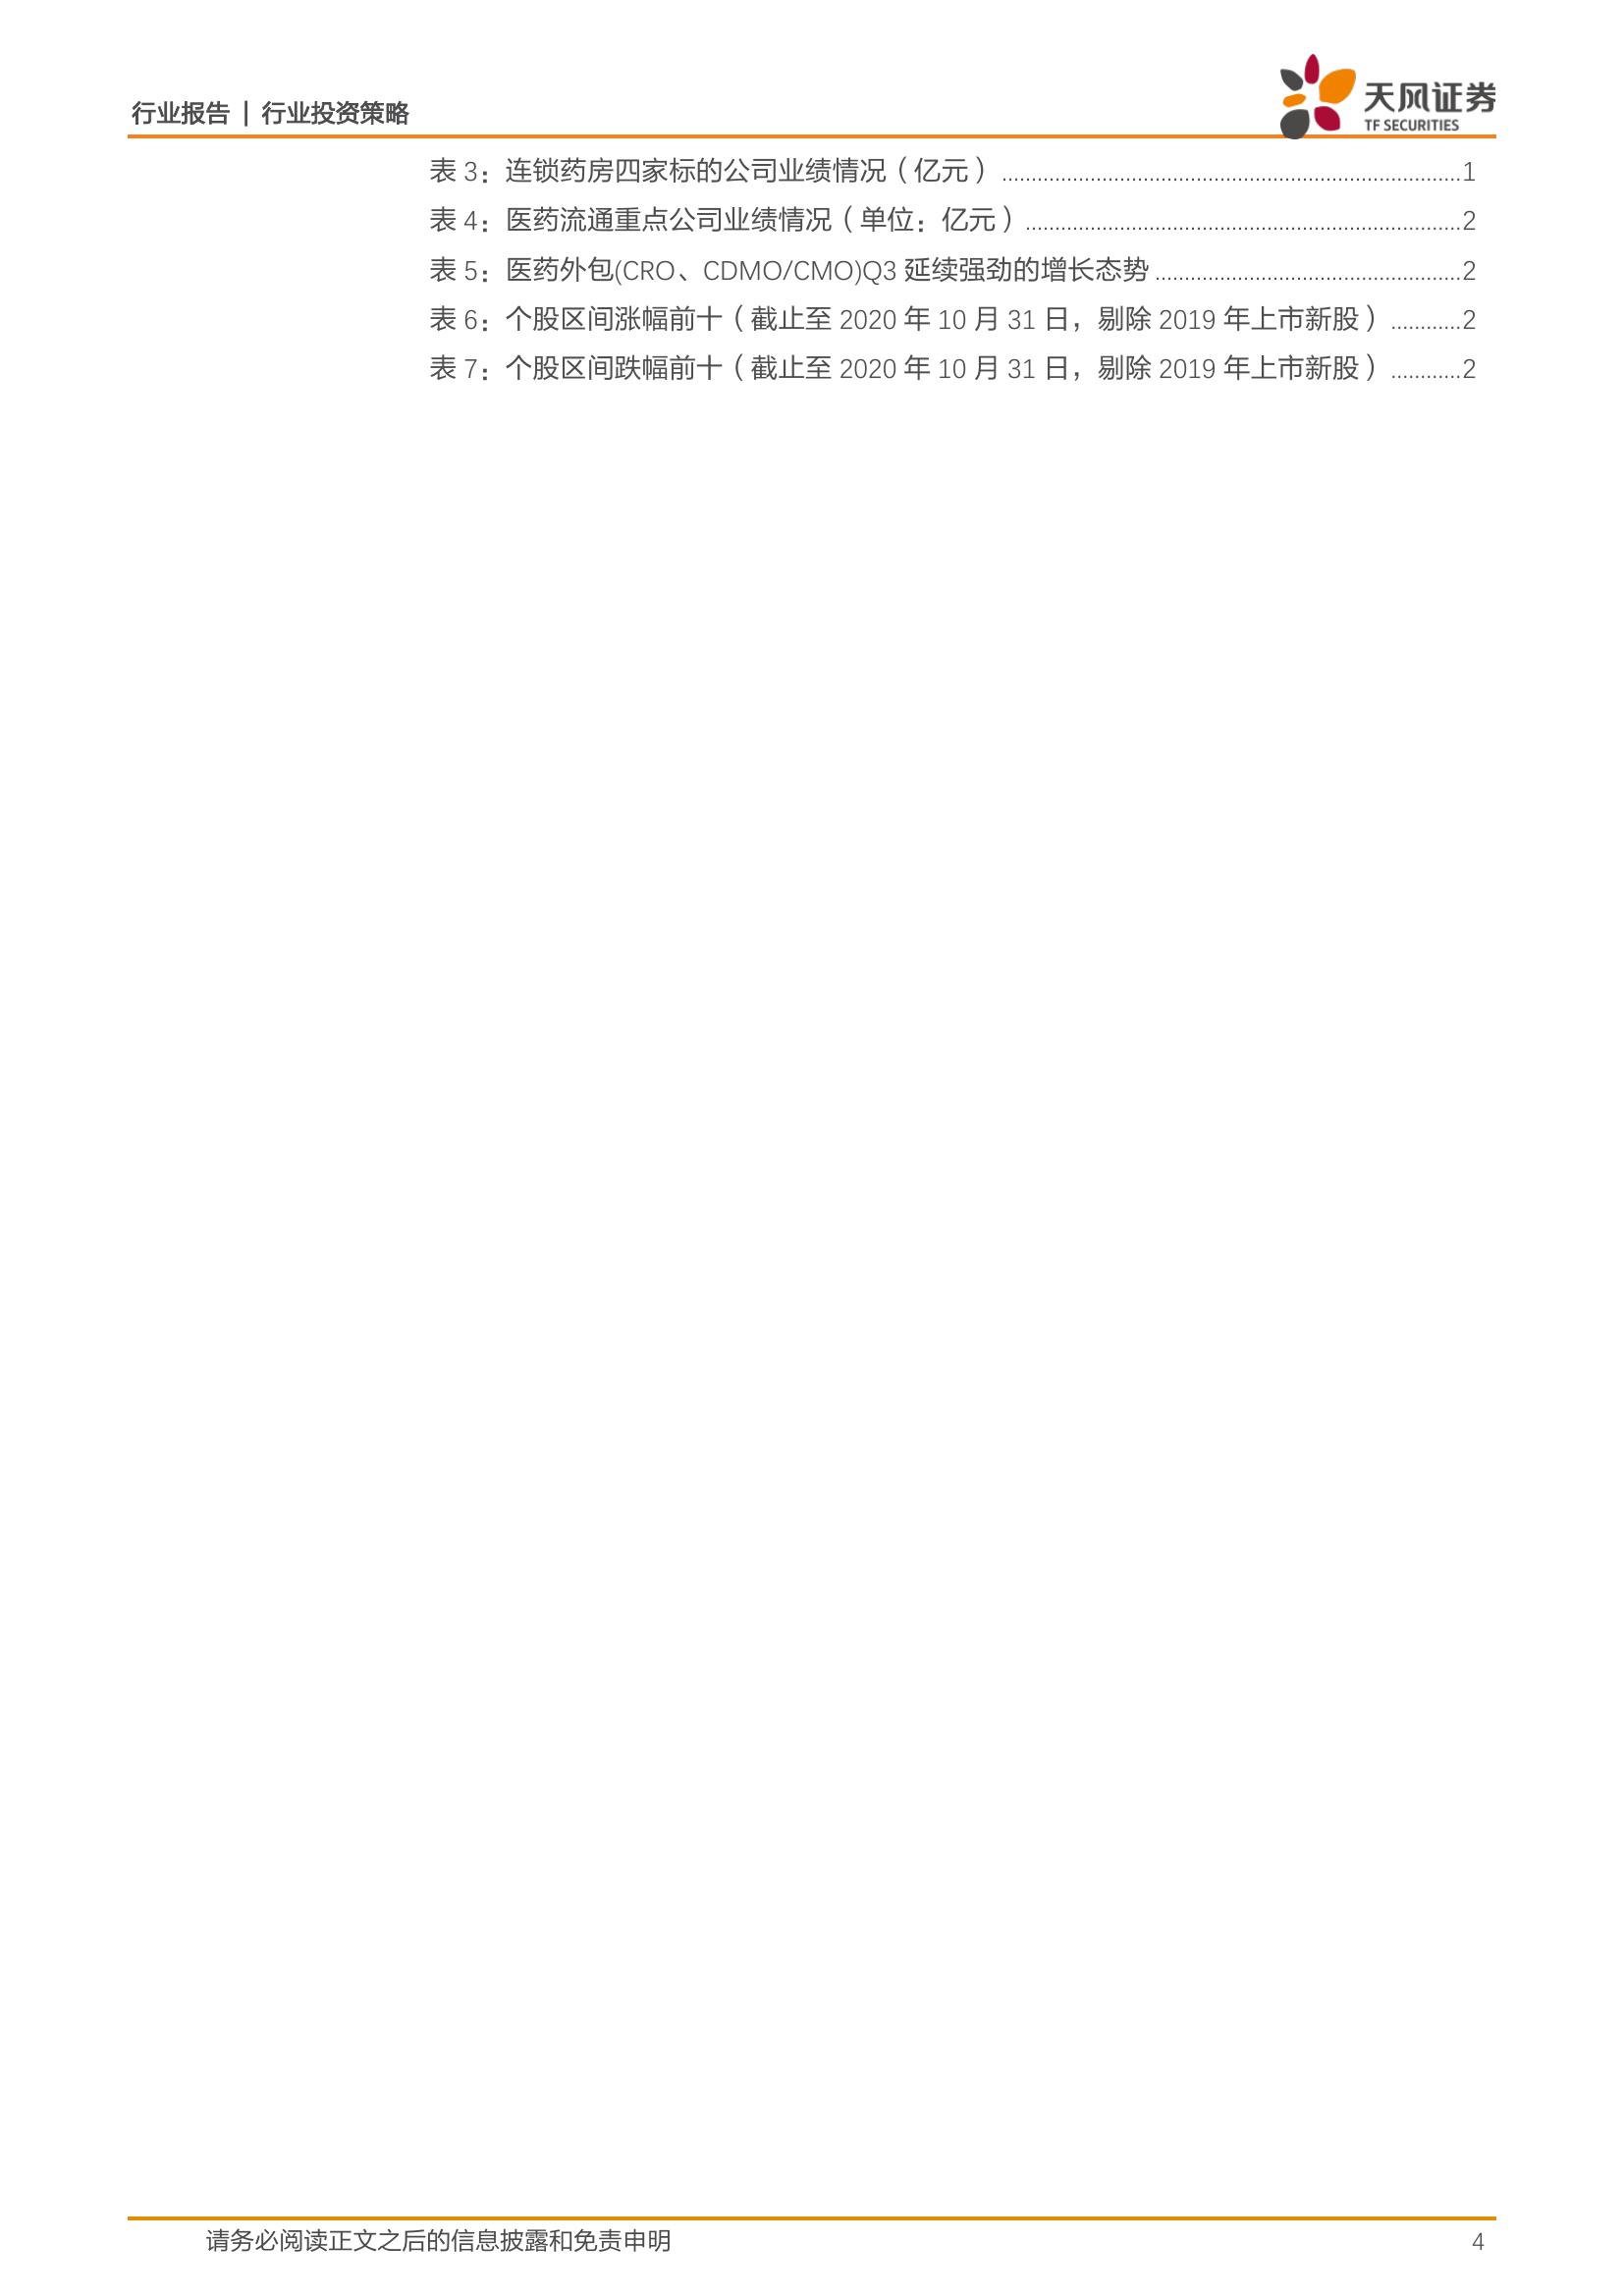 行业报告 | 行业投资策略
天风证券
TF SECURITIES
表 3：连锁药房四家标的公司业绩情况（亿元）..............................................................................1
表 4：医药流通重点公司业绩情况（单位：亿元）..........................................................................2
表 5：医药外包(CRO、CDMO/CMO)Q3 延续强劲的增长态势....................................................2
表 6：个股区间涨幅前十（截止至 2020 年 10 月 31 日，剔除 2019 年上市新股）............2
表 7：个股区间跌幅前十（截止至 2020 年 10 月 31 日，剔除 2019 年上市新股）............2
请务必阅读正文之后的信息披露和免责申明 4